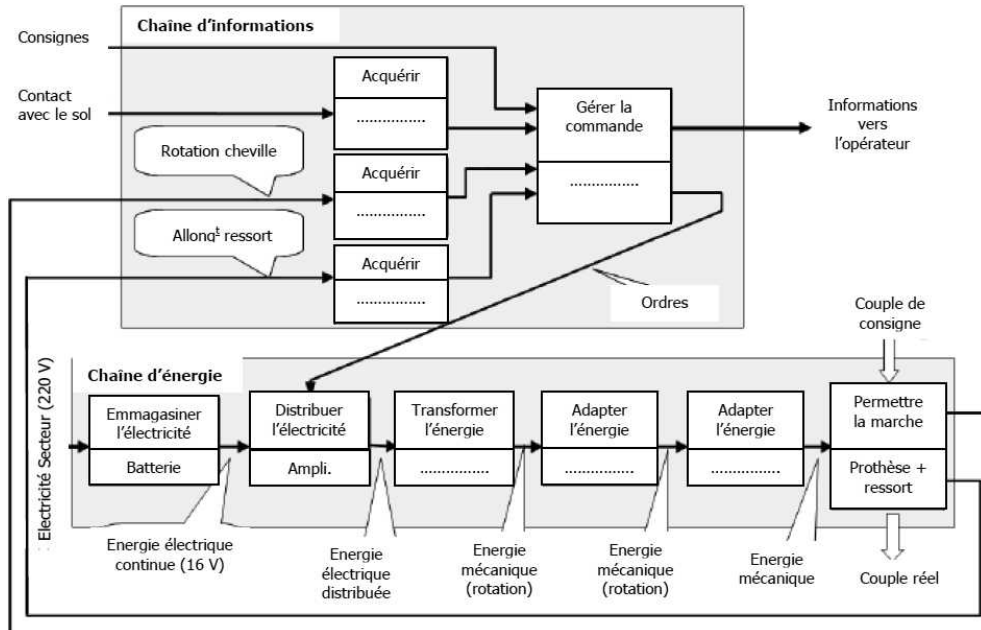 Chaîne d'informations
Consignes
Contact
avec le sol
Acquérir
................
Rotation cheville
Acquérir
................
Allongt ressort
Acquérir
................
Gérer la
commande
................
Informations
vers
l'opérateur
Ordres
Couple de
consigne
Electricité Secteur (220 V)
Chaîne d'énergie
Emmagasiner
l'électricité
Batterie
Distribuer
l'électricité
Ampli.
Transformer
l'énergie
................
Adapter
l'énergie
................
Adapter
l'énergie
................
Permettre
la marche
Prothèse +
ressort
Energie électrique
continue (16 V)
Energie
électrique
distribuée
Energie
mécanique
(rotation)
Energie
mécanique
(rotation)
Energie
mécanique
Couple réel